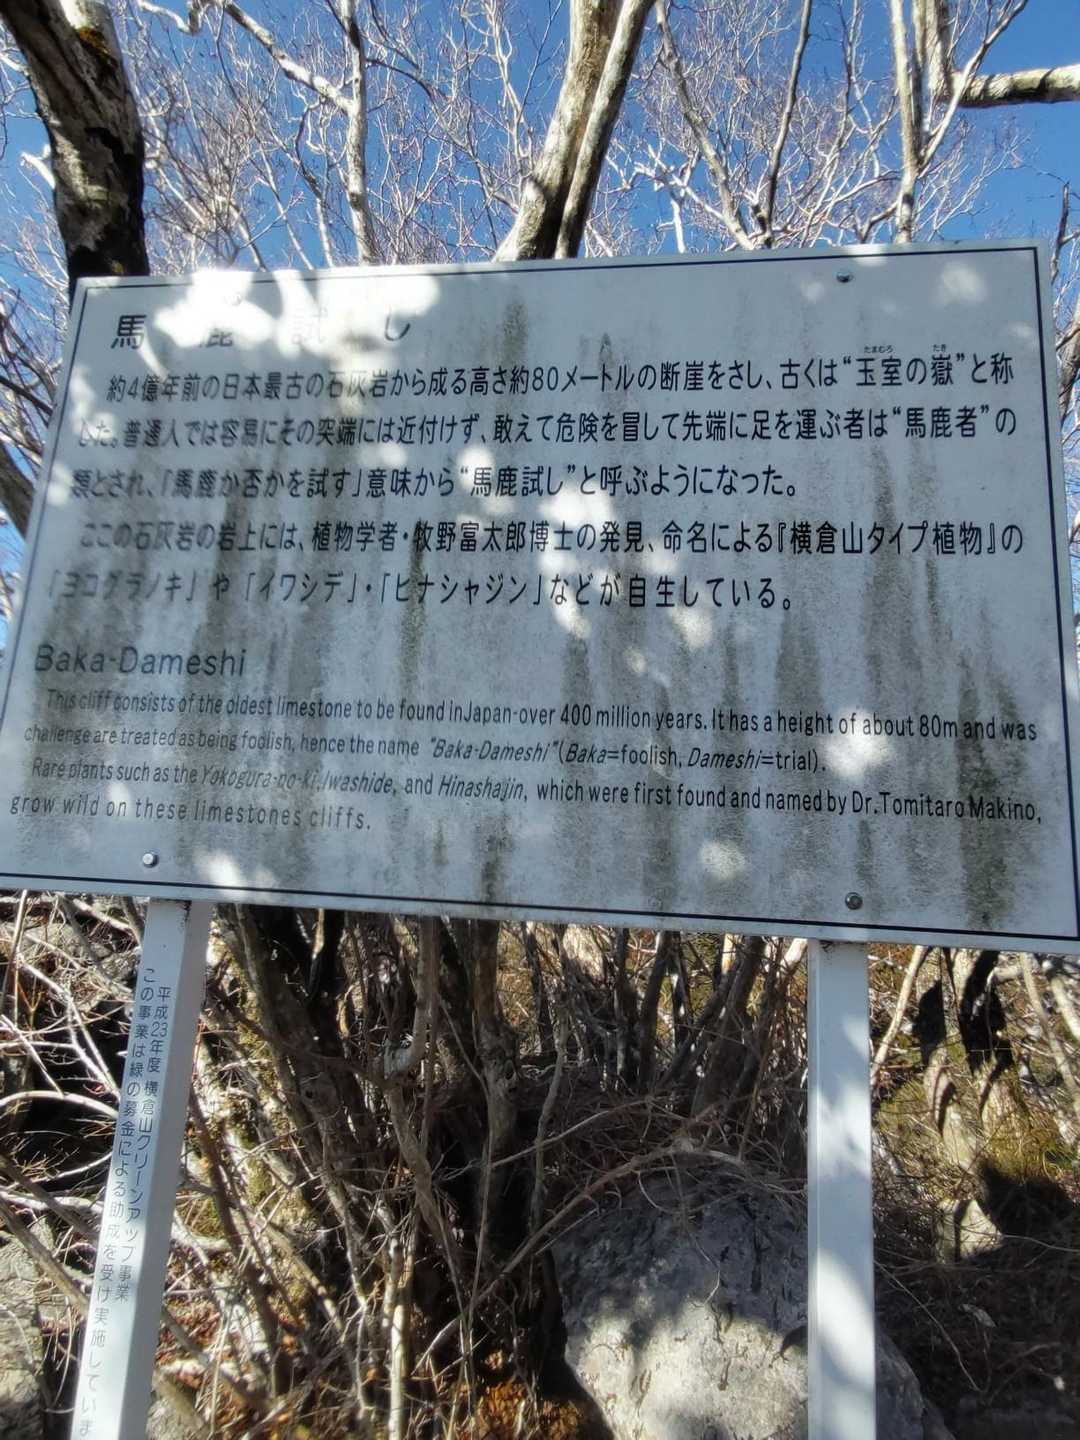 馬鹿試し
約4億年前の日本最古の石灰岩から成る高さ約80メートルの断崖をさし、古くは“玉室の嶽”と称
たまむろ たき
した。普通人では容易にその突端には近付けず、敢えて危険を冒して先端に足を運ぶ者は“馬鹿者”の
類とされ、「馬鹿か否かを試す」意味から“馬鹿試し”と呼ぶようになった。
ここの石灰岩の岩上には、植物学者・牧野富太郎博士の発見、命名による『横倉山タイプ植物』の
「ヨコグラノキ」や「イワシデ」・「ヒナシャジン」などが自生している。
Baka-Dameshi
This cliff consists of the oldest limestone to be found inJapan-over 400 million years. It has a height of about 80m and was
challenge are treated as being foolish, hence the name "Baka-Dameshi" (Baka=foolish, Dameshi=trial).
Rare plants such as the Yokogura-no-ki, Iwashide, and Hinashajin, which were first found and named by Dr. Tomitaro Makino,
grow wild on these limestones cliffs.
平成23年度 横倉山クリーンアップ事業
この事業は緑の募金による助成を受け実施していま